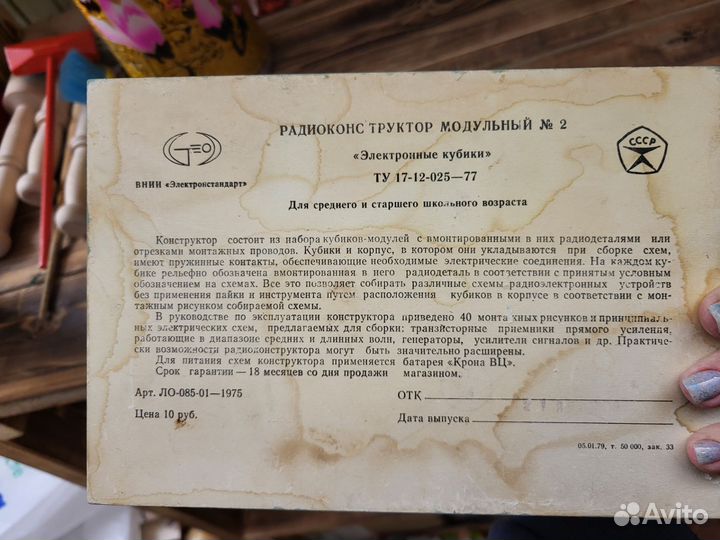 РАДИОКОНСТРУКТОР МОДУЛЬНЫЙ № 2
«Электронные кубики»
ТУ 17-12-025—77
СССР
ВНИИ «Электронстандарт»
Для среднего и старшего школьного возраста
Конструктор состоит из набора кубиков-модулей с вмонтированными в них радиодеталями или
отрезками монтажных проводов. Кубики и корпус, в котором они укладываются при сборке схем,
имеют пружинные контакты, обеспечивающие необходимые электрические соединения. На каждом ку-
бике рельефно обозначена вмонтированная в него радиодеталь в соответствии с принятым условным
обозначением на схемах. Все это позволяет собирать различные схемы радиоэлектронных устройств
без применения пайки и инструмента путем расположения кубиков в корпусе в соответствии с мон-
тажным рисунком собираемой схемы.
В руководстве по эксплуатации конструктора приведено 40 монтажных рисунков и принципиаль-
ных электрических схем, предлагаемых для сборки: транзисторные приемники прямого усиления,
работающие в диапазоне средних и длинных волн, генераторы, усилители сигналов и др. Практиче-
ски возможности радиоконструктора могут быть значительно расширены.
Для питания схем конструктора применяется батарея «Крона ВЦ».
Срок гарантии—18 месяцев со дня продажи магазином.
Арт. ЛО-085-01—1975
ОТК
Цена 10 руб.
Дата выпуска
05.01.79, т. 50 000, зак. 33
Avito